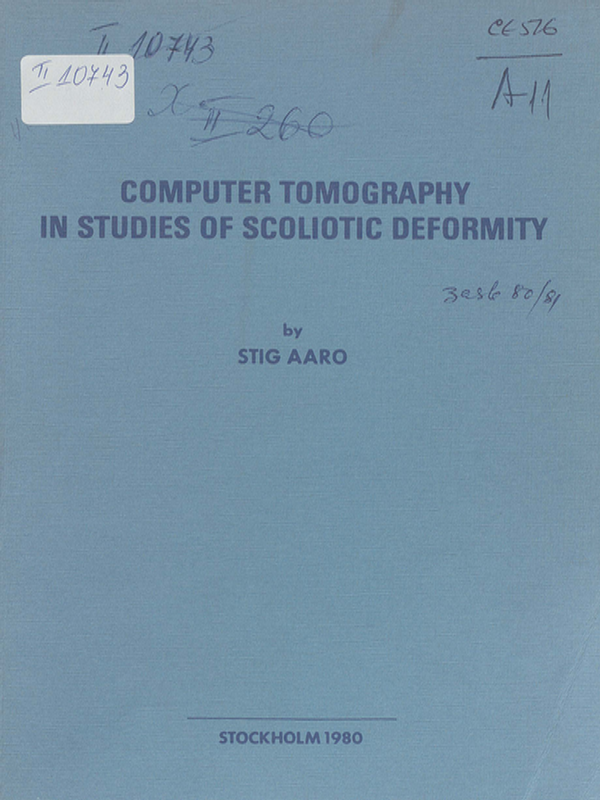 II 10743
CE 576
II 10743
A11
X
II 260
COMPUTER TOMOGRAPHY
IN STUDIES OF SCOLIOTIC DEFORMITY
80/81
by
STIG AARO
STOCKHOLM 1980